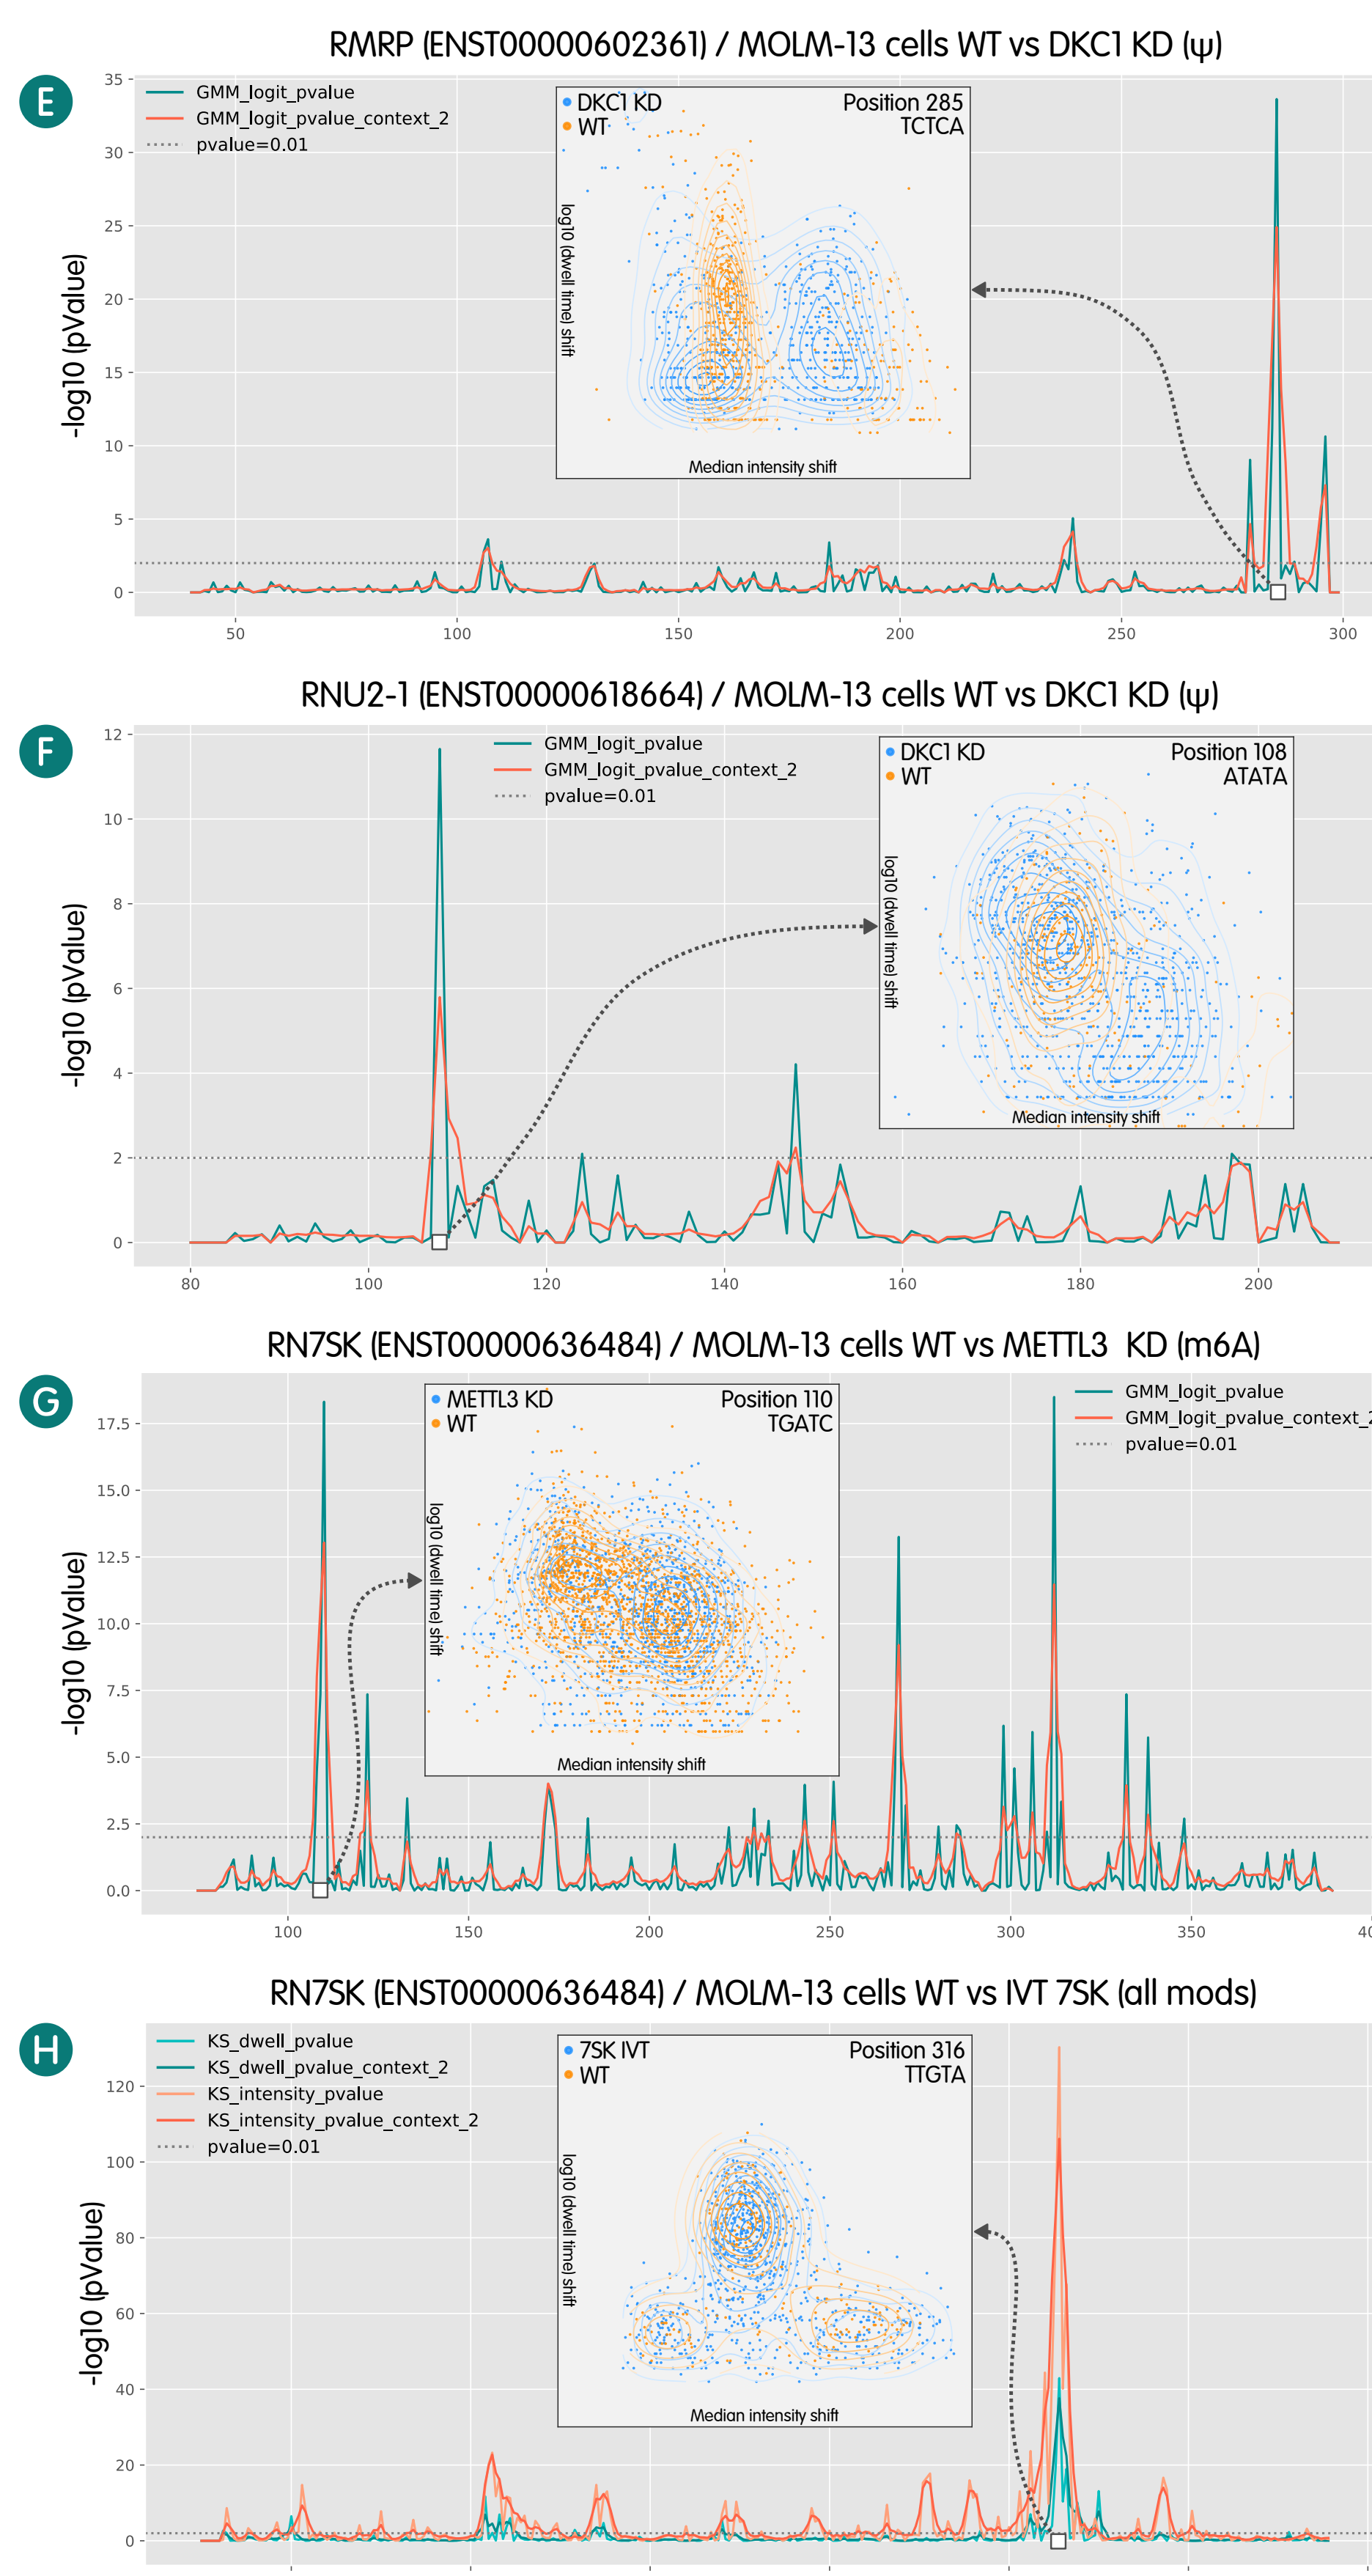 RMRP (ENST00000602361) / MOLM-13 cells WT vs DKC1 KD (ψ)
E
GMM_logit_pvalue
GMM_logit_pvalue_context_2
pvalue=0.01
DKC1 KD
WT
Position 285
TCTCA
log10 (dwell time) shift
Median intensity shift
-log10 (pValue)
35
30
25
20
15
10
5
0
50 100 150 200 250 300
RNU2-1 (ENST00000618664) / MOLM-13 cells WT vs DKC1 KD (ψ)
F
GMM_logit_pvalue
GMM_logit_pvalue_context_2
pvalue=0.01
DKC1 KD
WT
Position 108
ATATA
log10 (dwell time) shift
Median intensity shift
-log10 (pValue)
12
10
8
6
4
2
0
80 100 120 140 160 180 200
RN7SK (ENST00000636484) / MOLM-13 cells WT vs METTL3 KD (m6A)
G
METTL3 KD
WT
Position 110
TGATC
log10 (dwell time) shift
Median intensity shift
GMM_logit_pvalue
GMM_logit_pvalue_context_2
pvalue=0.01
-log10 (pValue)
17.5
15.0
12.5
10.0
7.5
5.0
2.5
0.0
100 150 200 250 300 350
RN7SK (ENST00000636484) / MOLM-13 cells WT vs IVT 7SK (all mods)
H
KS_dwell_pvalue
KS_dwell_pvalue_context_2
KS_intensity_pvalue
KS_intensity_pvalue_context_2
pvalue=0.01
7SK IVT
WT
Position 316
TTGTA
log10 (dwell time) shift
Median intensity shift
-log10 (pValue)
120
100
80
60
40
20
0